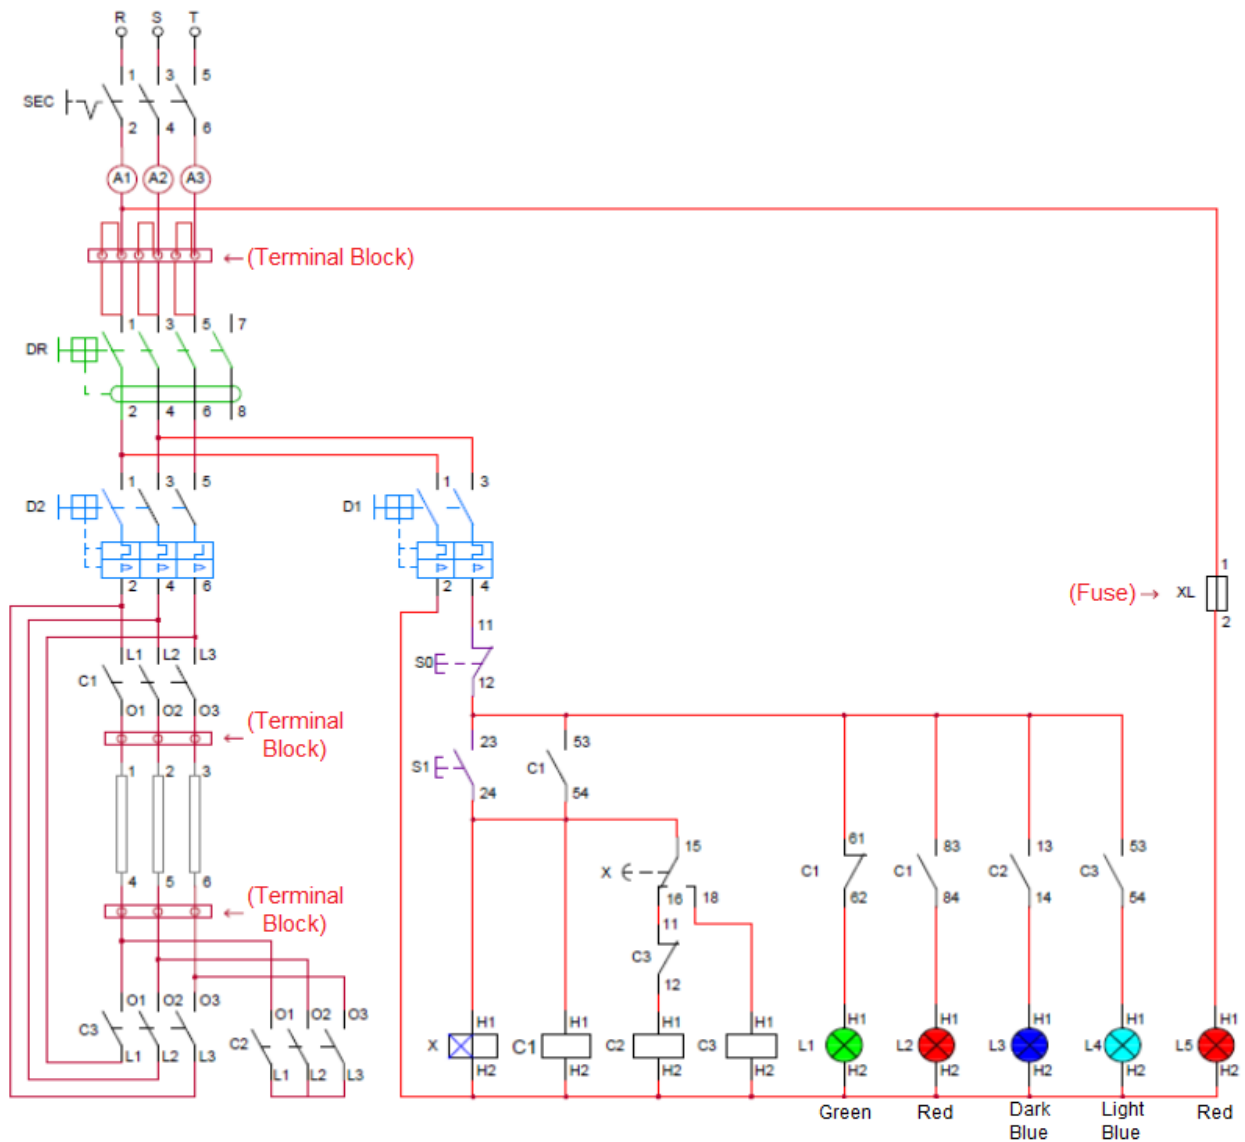 R S T
1 3 5
SEC
2 4 6
A1 A2 A3
← (Terminal Block)
1 3 5 7
DR
2 4 6 8
1 3 5 1 3
D2 D1
2 4 6 2 4
(Fuse) → XL 1
2
11
S0
12
L1 L2 L3
C1
O1 O2 O3
← (Terminal
Block)
23 53
S1 C1
24 54
1 2 3
15
X
16 18
61 83 13 53
C1 C1 C2 C3
62 84 14 54
4 5 6
← (Terminal
Block)
11
C3
12
O1 O2 O3
C3
L1 L2 L3
O1 O2 O3
C2
L1 L2 L3
H1 H1 H1 H1 H1 H1 H1 H1
X C1 C2 C3 L1 L2 L3 L4 L5
H2 H2 H2 H2 H2 H2 H2 H2 H2
Green Red Dark Light Red
Blue Blue